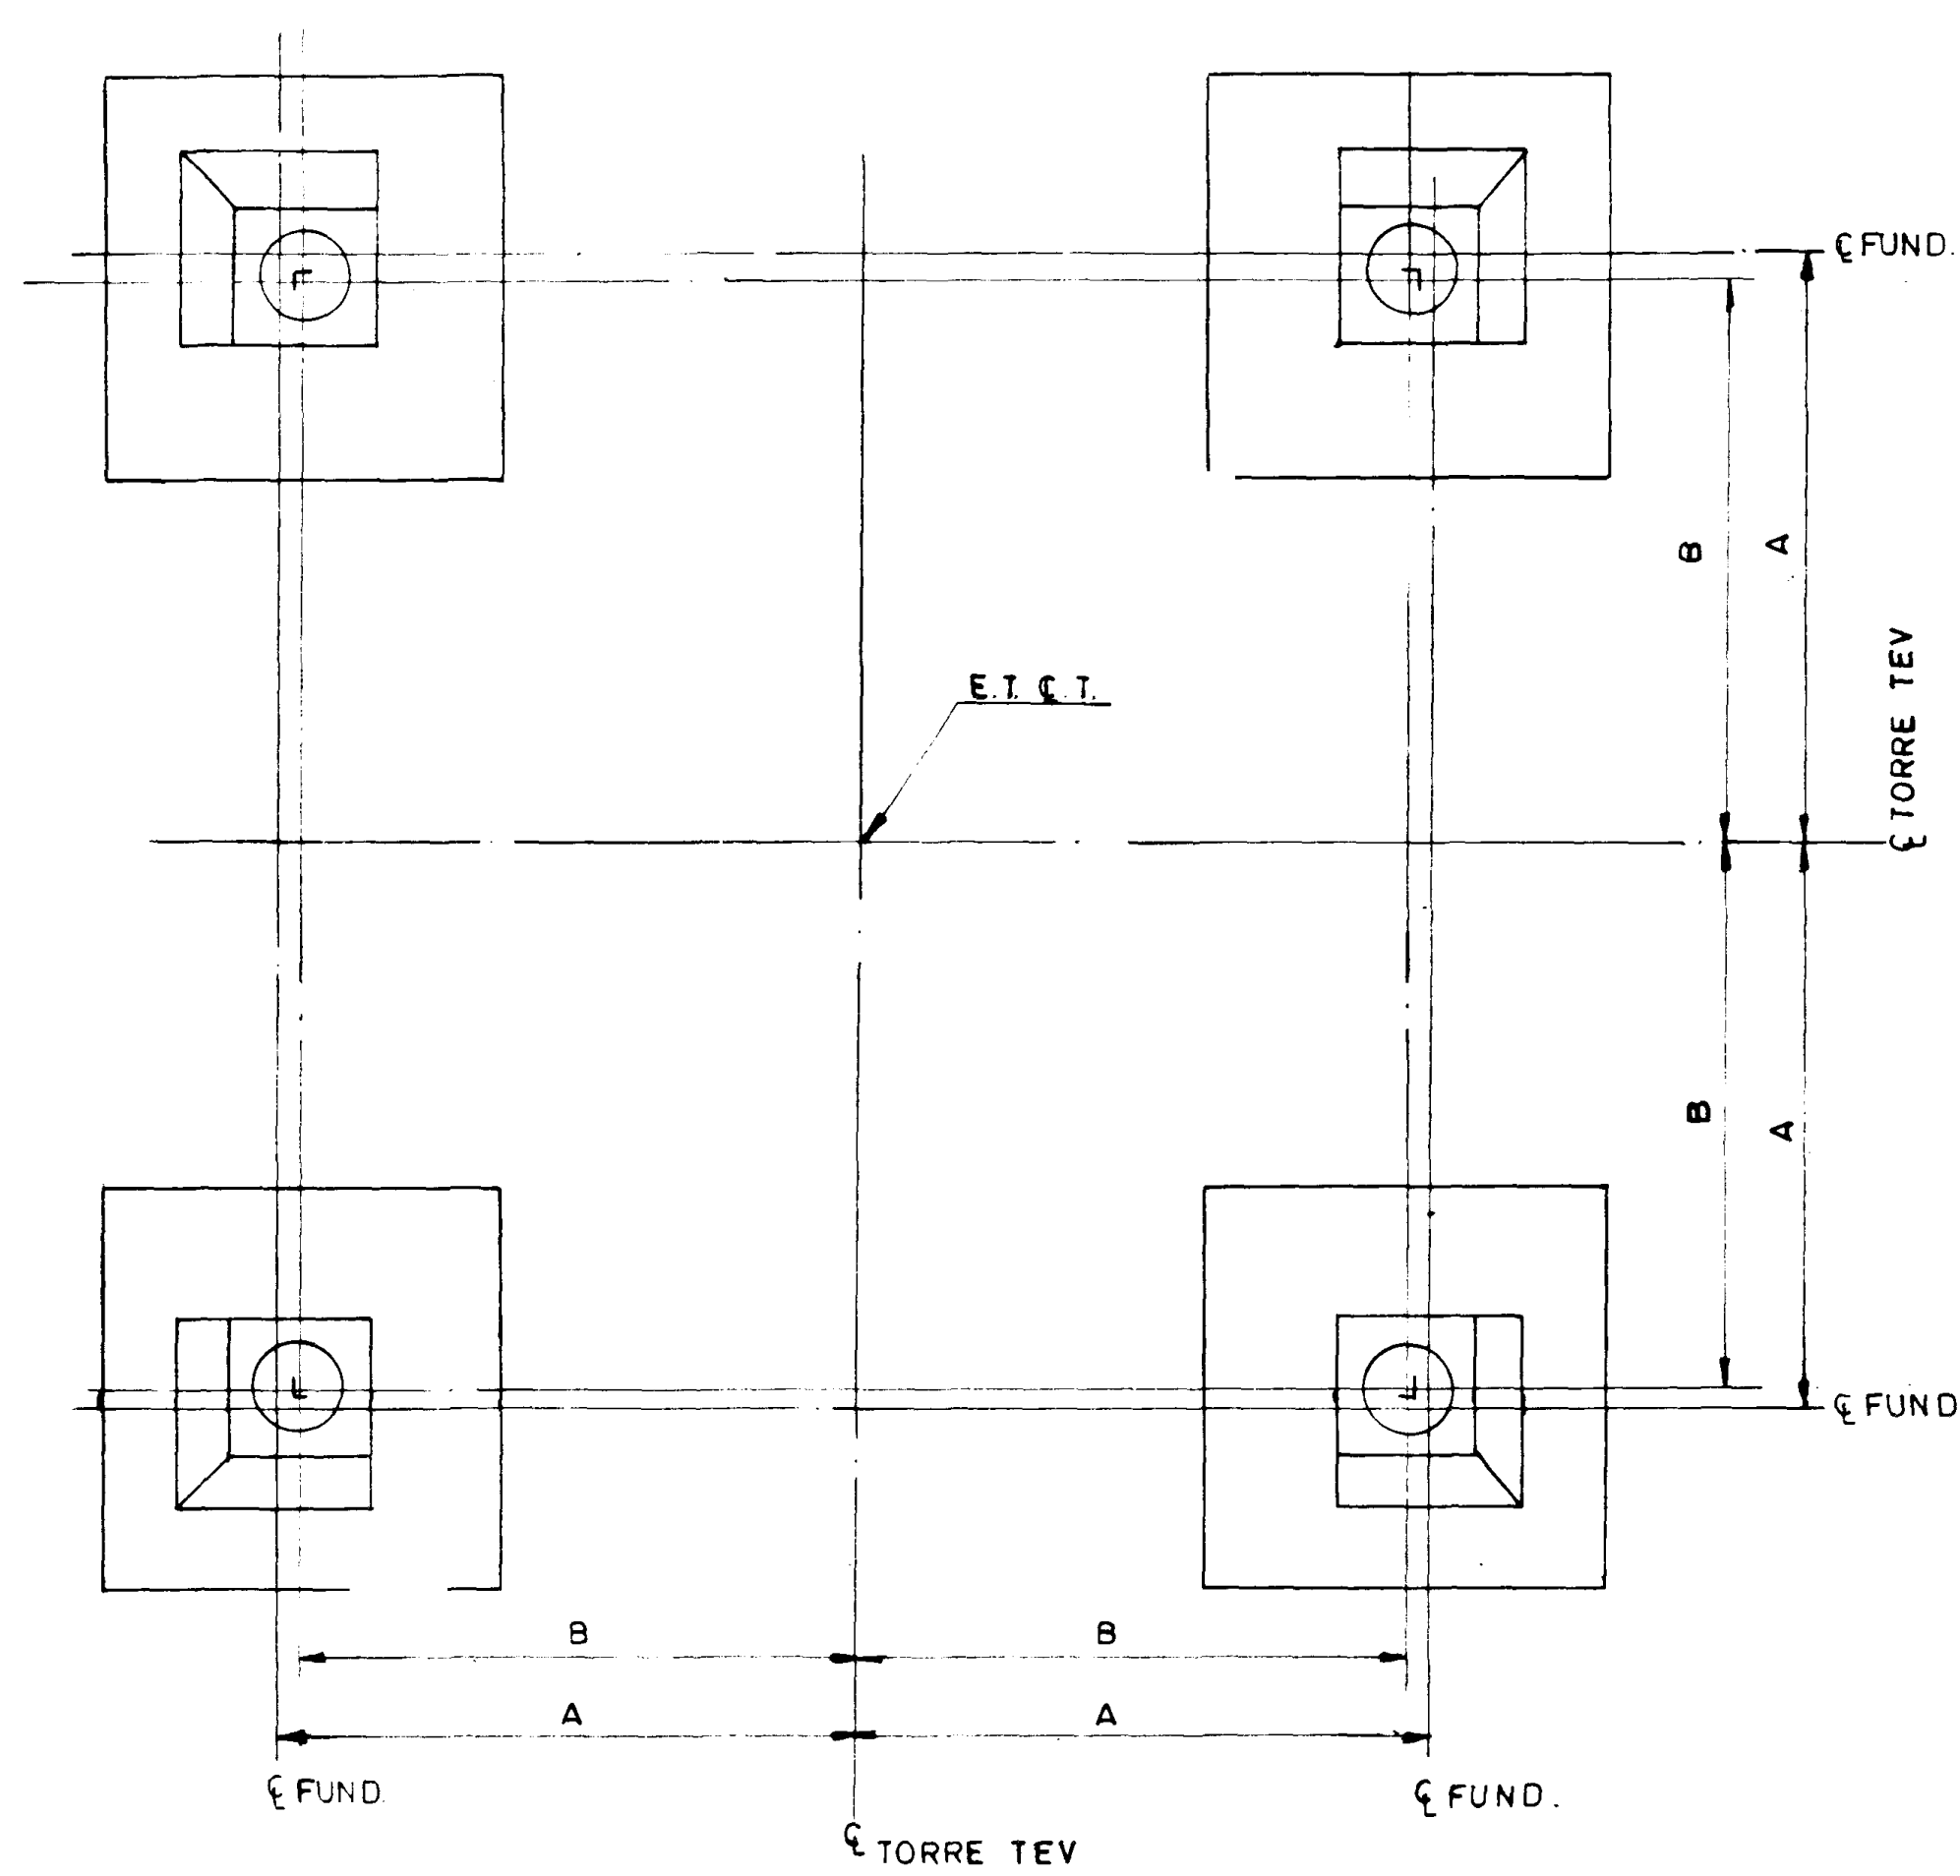 ℄ FUND.
B
A
E.T. ℄ T.
℄ TORRE TEV
B
A
℄ FUND
B
B
A
A
℄ FUND.
℄ FUND.
℄ TORRE TEV